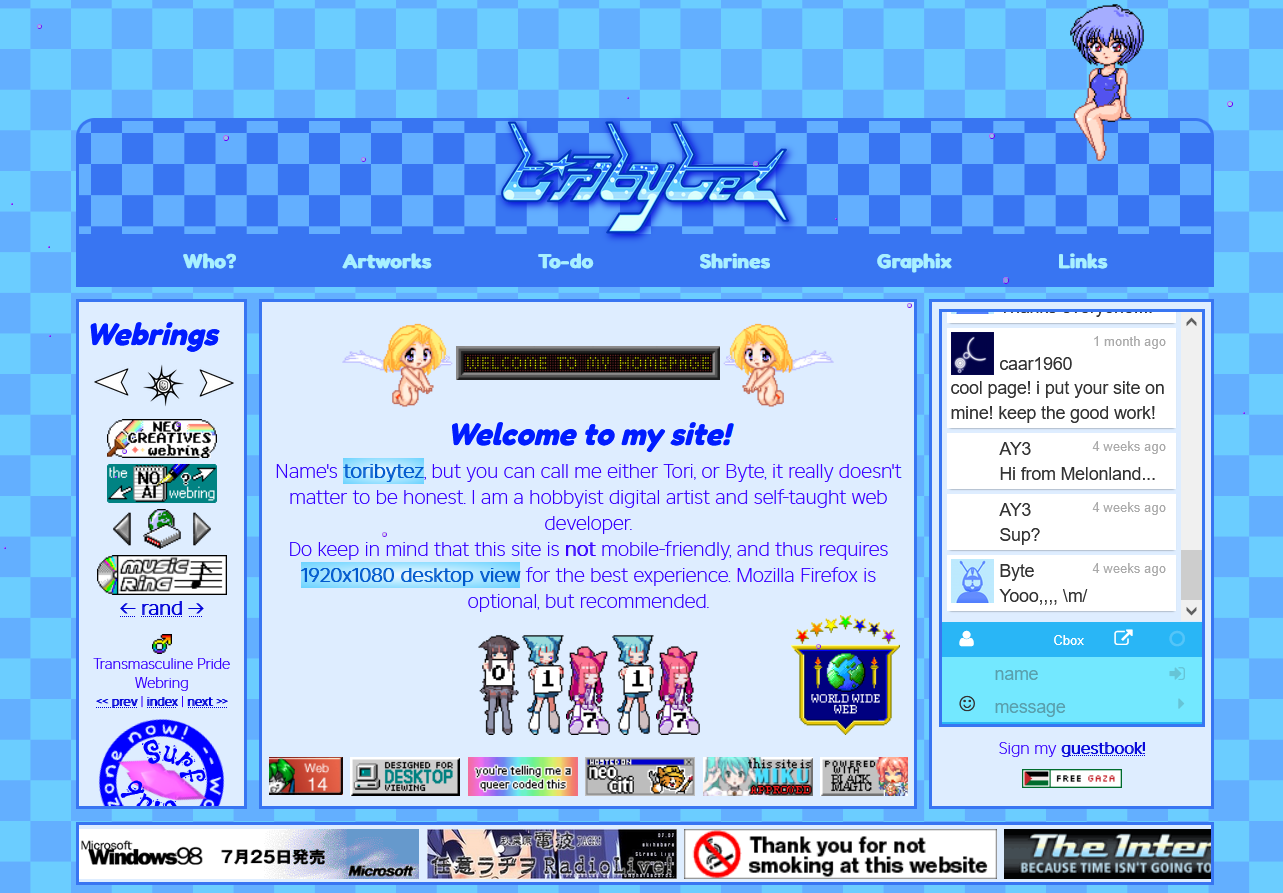 toribytez
Who? Artworks To-do Shrines Graphix Links
Webrings
NEO
CREATIVES
webring
the NO AI webring
music
Ring
<- rand ->
Transmasculine Pride
Webring
<< prev | index | next >>
one now! -
Surf
WELCOME TO MY HOMEPAGE
Welcome to my site!
Name's toribytez, but you can call me either Tori, or Byte, it really doesn't
matter to be honest. I am a hobbyist digital artist and self-taught web
developer.
Do keep in mind that this site is not mobile-friendly, and thus requires
1920x1080 desktop view for the best experience. Mozilla Firefox is
optional, but recommended.
0 1 7 1 7
WORLD WIDE
WEB
Web
14
DESIGNED FOR
DESKTOP
VIEWING
you're telling me a
queer coded this
HOSTED ON
neo
citi
this site is
MIKU
APPROVED
POWERED
WITH
BLACK
MAGIC
1 month ago
caar1960
cool page! i put your site on
mine! keep the good work!
AY3 4 weeks ago
Hi from Melonland...
AY3 4 weeks ago
Sup?
Byte 4 weeks ago
Yooo,,,, \m/
Cbox
name
message
Sign my guestbook!
FREE GAZA
Microsoft
Windows98 7月25日発売
Microsoft
任意ラヂヲ RadioLive!
Thank you for not
smoking at this website
The Inter
BECAUSE TIME ISN'T GOING TO